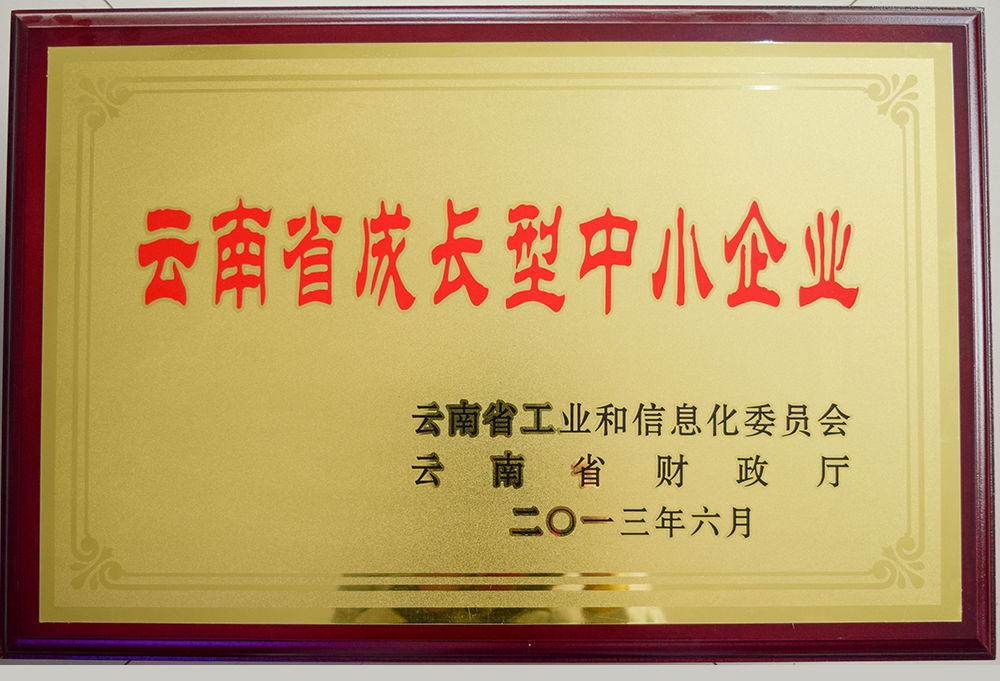 云南省成长型中小企业
云南省工业和信息化委员会
云南省财政厅
二〇一三年六月